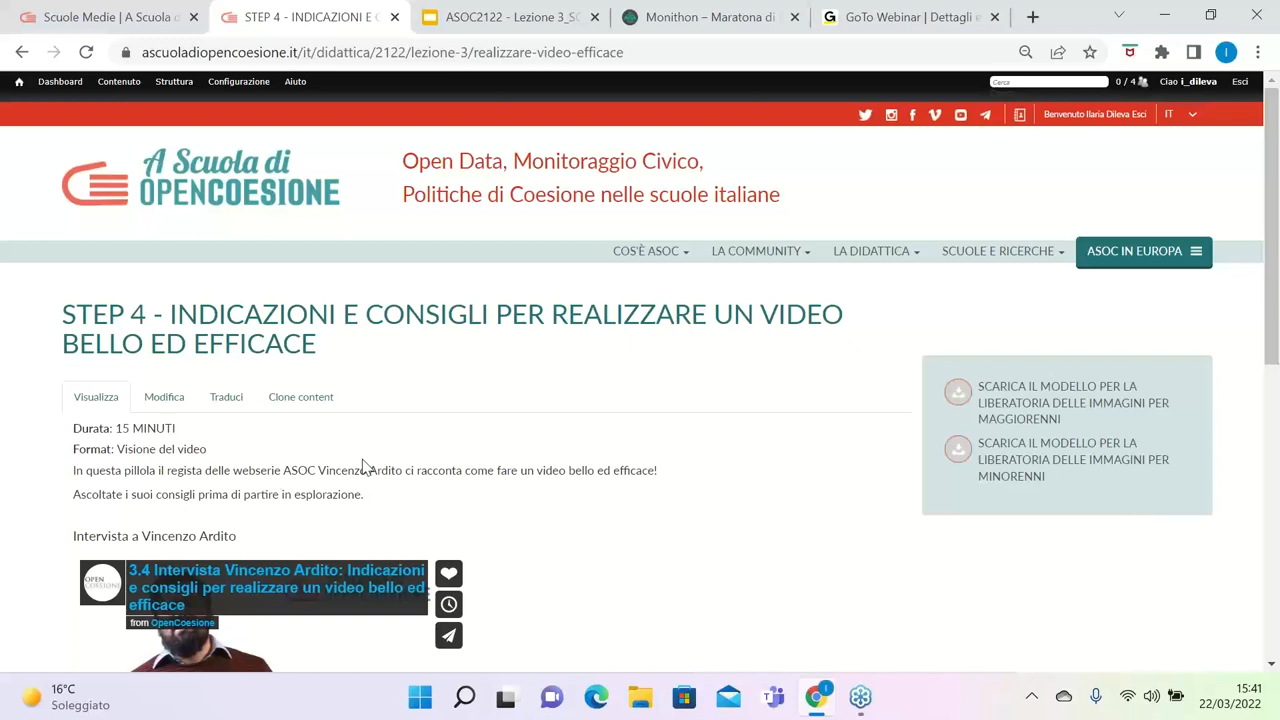 Scuole Medie | A Scuola d
STEP 4 - INDICAZIONI E C
ASOC2122 - Lezione 3_SC
Monithon – Maratona di
GoTo Webinar | Dettagli e
ascuoladiopencoesione.it/it/didattica/2122/lezione-3/realizzare-video-efficace
Dashboard Contenuto Struttura Configurazione Aiuto
Cerca
0 / 4 Ciao i_dileva Esci
Benvenuto Ilaria Dileva Esci IT
A Scuola di
OPENCOESIONE
Open Data, Monitoraggio Civico,
Politiche di Coesione nelle scuole italiane
COS'È ASOC LA COMMUNITY LA DIDATTICA SCUOLE E RICERCHE ASOC IN EUROPA
STEP 4 - INDICAZIONI E CONSIGLI PER REALIZZARE UN VIDEO
BELLO ED EFFICACE
Visualizza Modifica Traduci Clone content
Durata: 15 MINUTI
Format: Visione del video
In questa pillola il regista delle webserie ASOC Vincenzo Ardito ci racconta come fare un video bello ed efficace!
Ascoltate i suoi consigli prima di partire in esplorazione.
Intervista a Vincenzo Ardito
OPEN
COESIONE
3.4 Intervista Vincenzo Ardito: Indicazioni
e consigli per realizzare un video bello ed
efficace
from OpenCoesione
SCARICA IL MODELLO PER LA
LIBERATORIA DELLE IMMAGINI PER
MAGGIORENNI
SCARICA IL MODELLO PER LA
LIBERATORIA DELLE IMMAGINI PER
MINORENNI
16°C
Soleggiato
15:41
22/03/2022